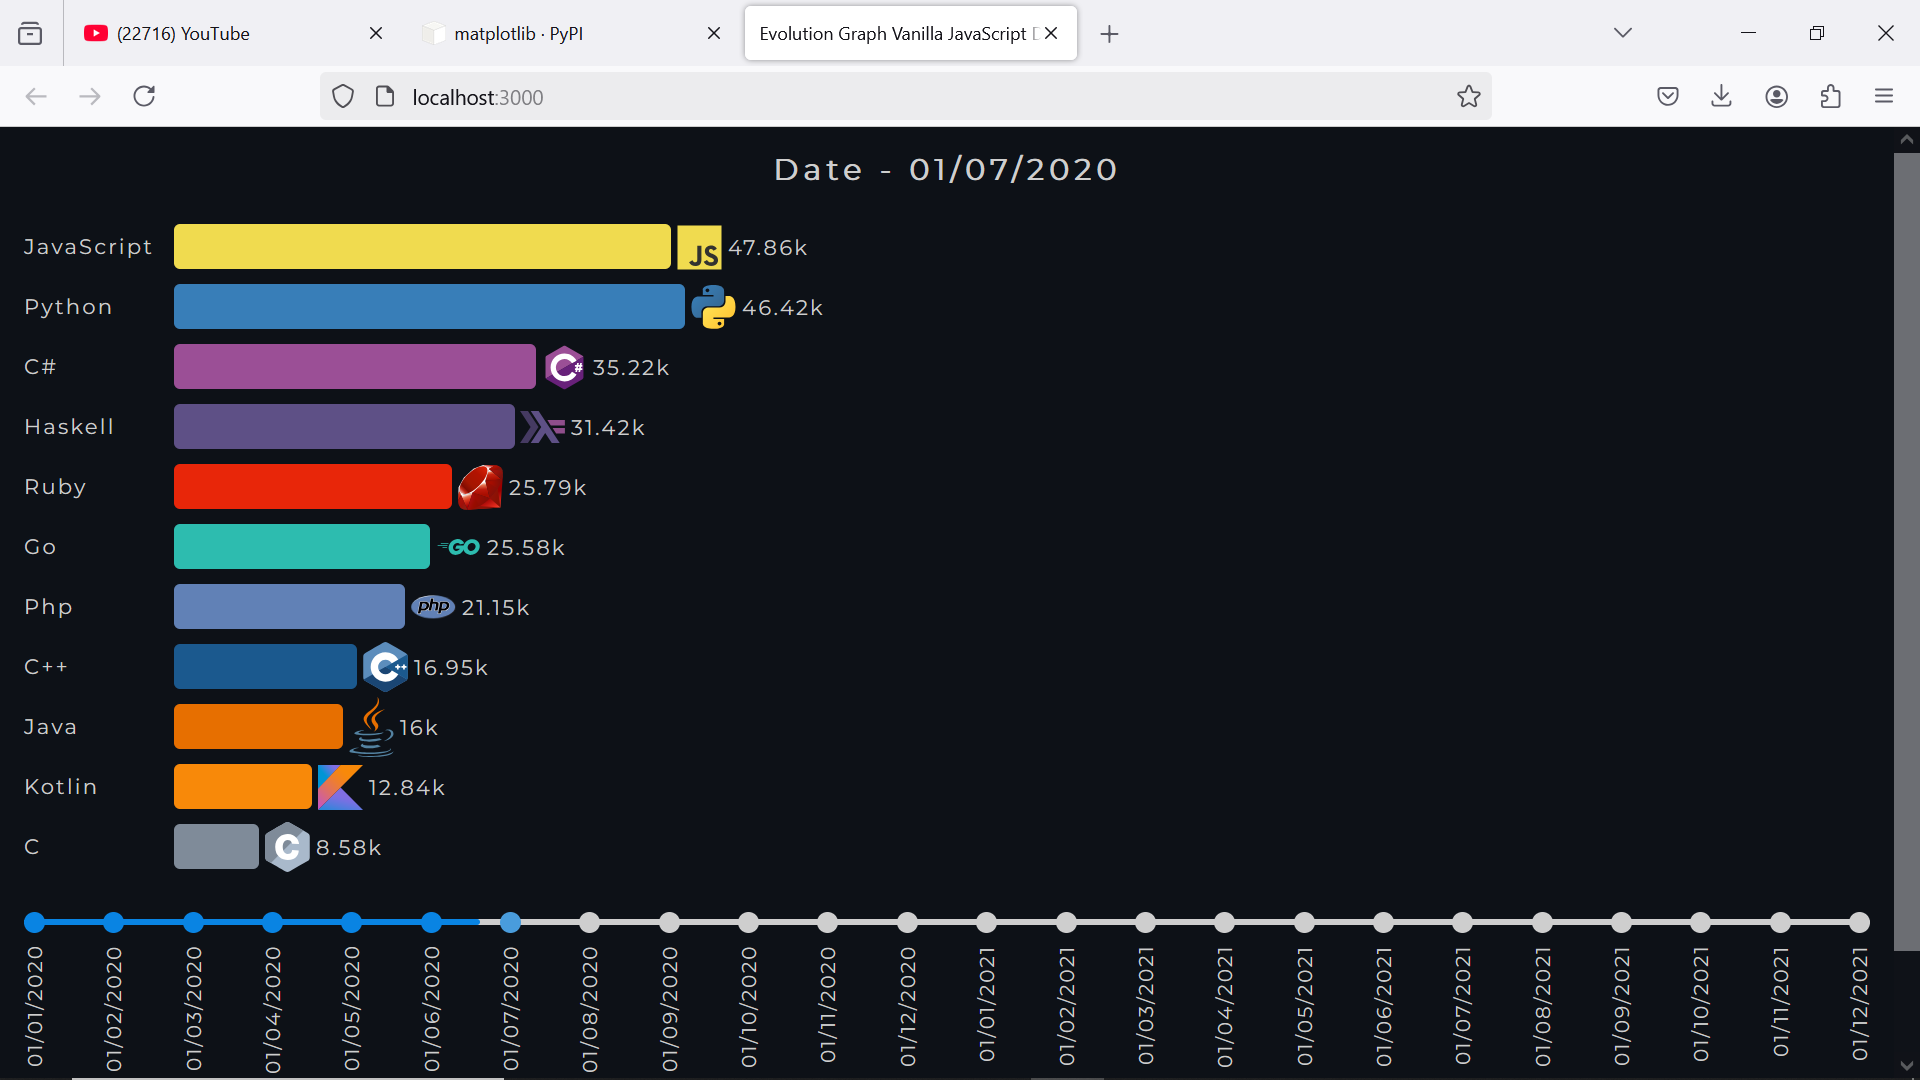 (22716) YouTube
matplotlib · PyPI
Evolution Graph Vanilla JavaScript
localhost:3000
Date - 01/07/2020
JavaScript JS 47.86k
Python 46.42k
C# C# 35.22k
Haskell 31.42k
Ruby 25.79k
Go GO 25.58k
Php php 21.15k
C++ C++ 16.95k
Java 16k
Kotlin 12.84k
C C 8.58k
01/01/2020
01/02/2020
01/03/2020
01/04/2020
01/05/2020
01/06/2020
01/07/2020
01/08/2020
01/09/2020
01/10/2020
01/11/2020
01/12/2020
01/01/2021
01/02/2021
01/03/2021
01/04/2021
01/05/2021
01/06/2021
01/07/2021
01/08/2021
01/09/2021
01/10/2021
01/11/2021
01/12/2021